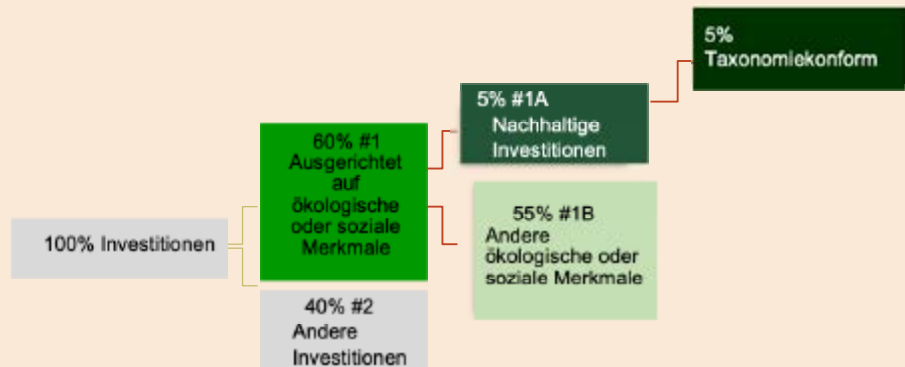 100% Investitionen
60% #1
Ausgerichtet
auf
ökologische
oder soziale
Merkmale
40% #2
Andere
Investitionen
5% #1A
Nachhaltige
Investitionen
55% #1B
Andere
ökologische oder
soziale Merkmale
5%
Taxonomiekonform